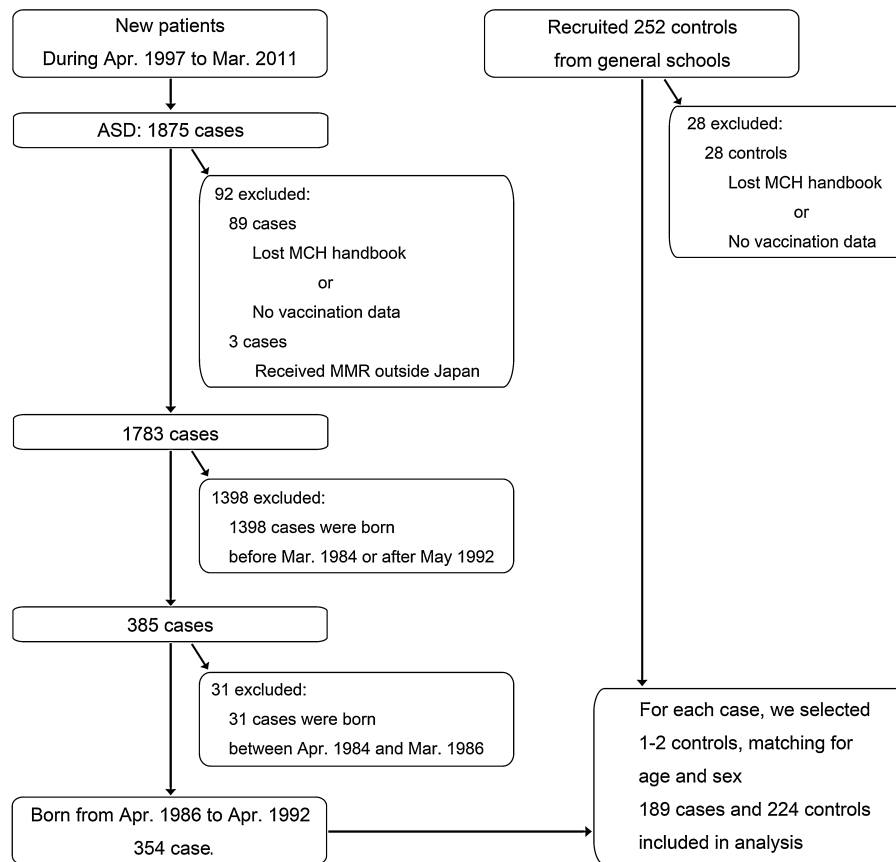 New patients
During Apr. 1997 to Mar. 2011
ASD: 1875 cases
92 excluded:
89 cases
Lost MCH handbook
or
No vaccination data
3 cases
Received MMR outside Japan
1783 cases
1398 excluded:
1398 cases were born
before Mar. 1984 or after May 1992
385 cases
31 excluded:
31 cases were born
between Apr. 1984 and Mar. 1986
Born from Apr. 1986 to Apr. 1992
354 case.
Recruited 252 controls
from general schools
28 excluded:
28 controls
Lost MCH handbook
or
No vaccination data
For each case, we selected
1-2 controls, matching for
age and sex
189 cases and 224 controls
included in analysis